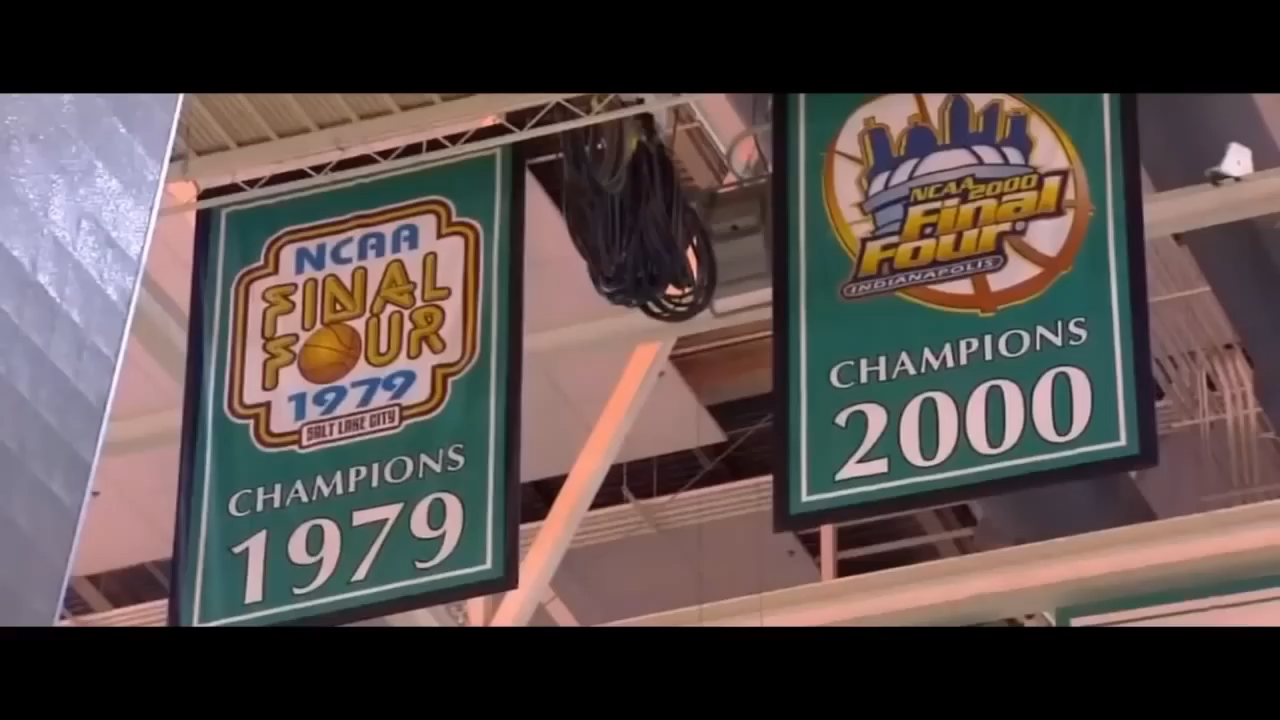 NCAA
FINAL
FOUR
1979
SALT LAKE CITY
CHAMPIONS
1979
NCAA 2000
Final
Four
INDIANAPOLIS
CHAMPIONS
2000